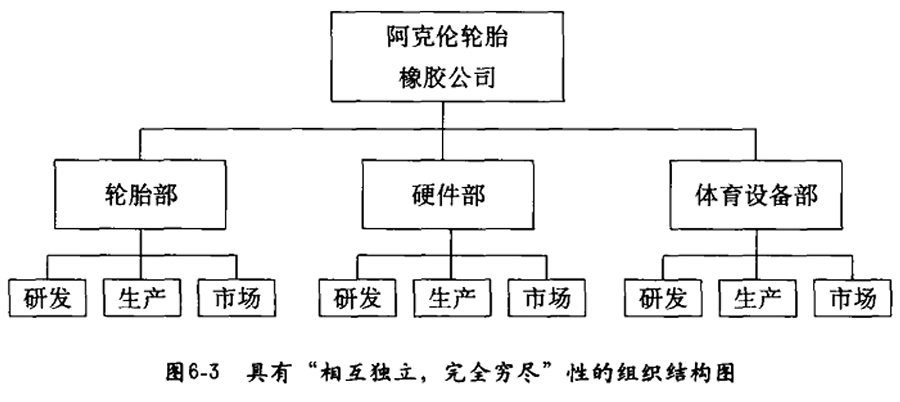 阿克伦轮胎
橡胶公司
轮胎部 硬件部 体育设备部
研发 生产 市场 研发 生产 市场 研发 生产 市场
图6-3 具有“相互独立，完全穷尽”性的组织结构图